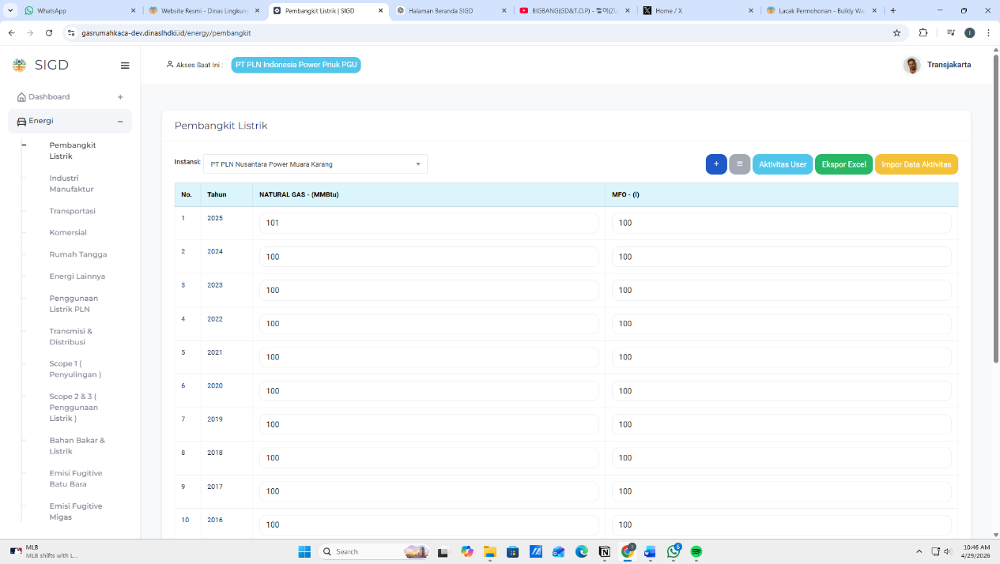 WhatsApp
Website Resmi - Dinas Lingkun
Pembangkit Listrik | SIGD
Halaman Beranda SIGD
Home / X
Lacak Permohonan - Bulkly Wa
gasrumahkaca-dev.dinaslhdki.id/energy/pembangkit
SIGD
Akses Saat Ini :
PT PLN Indonesia Power Priuk PGU
Transjakarta
Dashboard
Energi
Pembangkit
Listrik
Industri
Manufaktur
Transportasi
Komersial
Rumah Tangga
Energi Lainnya
Penggunaan
Listrik PLN
Transmisi &
Distribusi
Scope 1 (
Penyulingan )
Scope 2 & 3 (
Penggunaan
Listrik )
Bahan Bakar &
Listrik
Emisi Fugitive
Batu Bara
Emisi Fugitive
Migas
Pembangkit Listrik
Instansi: PT PLN Nusantara Power Muara Karang
+ Aktivitas User Ekspor Excel Impor Data Aktivitas
No. Tahun NATURAL GAS - (MMBtu) MFO - (l)
1 2025 101 100
2 2024 100 100
3 2023 100 100
4 2022 100 100
5 2021 100 100
6 2020 100 100
7 2019 100 100
8 2018 100 100
9 2017 100 100
10 2016 100 100
MLB
MLB shifts with L...
Search
10:46 AM
4/29/2026